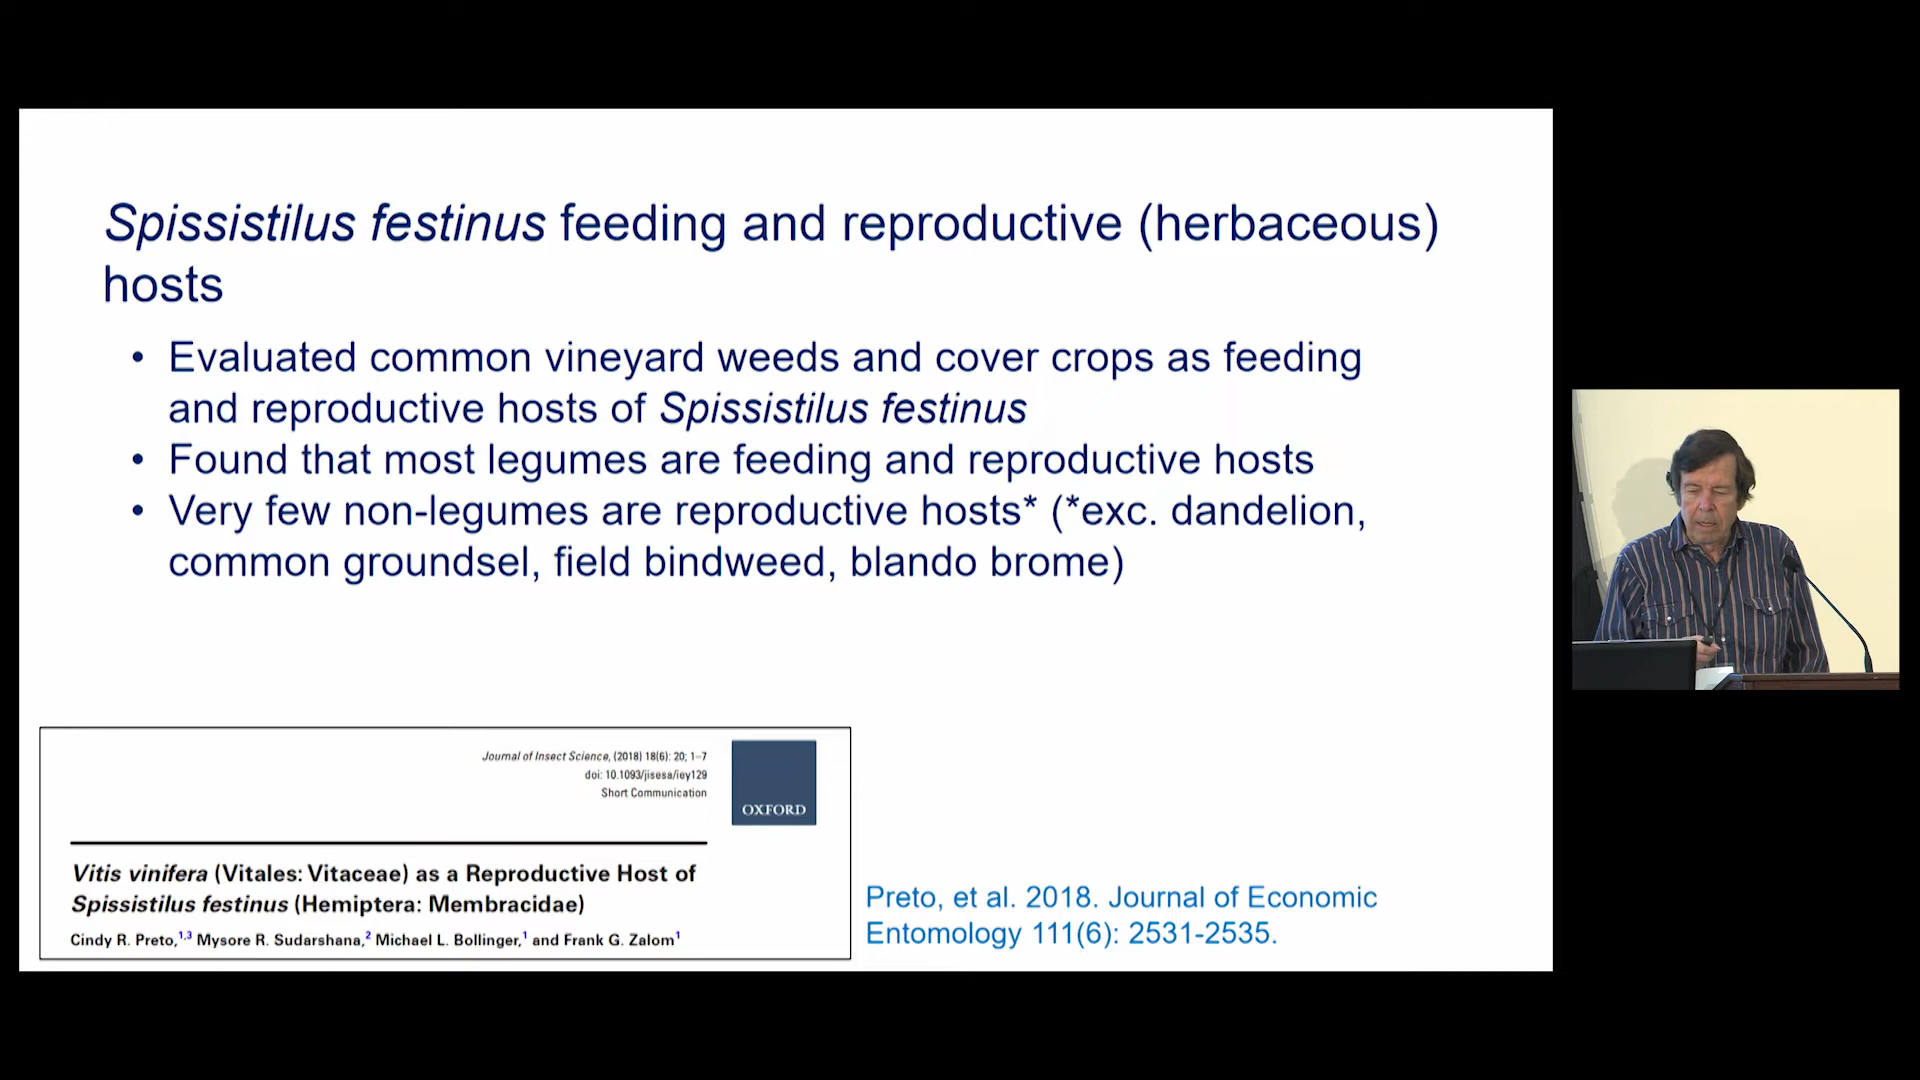 Spissistilus festinus feeding and reproductive (herbaceous)
hosts
• Evaluated common vineyard weeds and cover crops as feeding
and reproductive hosts of Spissistilus festinus
• Found that most legumes are feeding and reproductive hosts
• Very few non-legumes are reproductive hosts* (*exc. dandelion,
common groundsel, field bindweed, blando brome)
Journal of Insect Science, (2018) 18(6): 20; 1–7
doi: 10.1093/jisesa/iey129
Short Communication
OXFORD
Vitis vinifera (Vitales: Vitaceae) as a Reproductive Host of
Spissistilus festinus (Hemiptera: Membracidae)
Cindy R. Preto,1,3 Mysore R. Sudarshana,2 Michael L. Bollinger,1 and Frank G. Zalom1
Preto, et al. 2018. Journal of Economic
Entomology 111(6): 2531-2535.